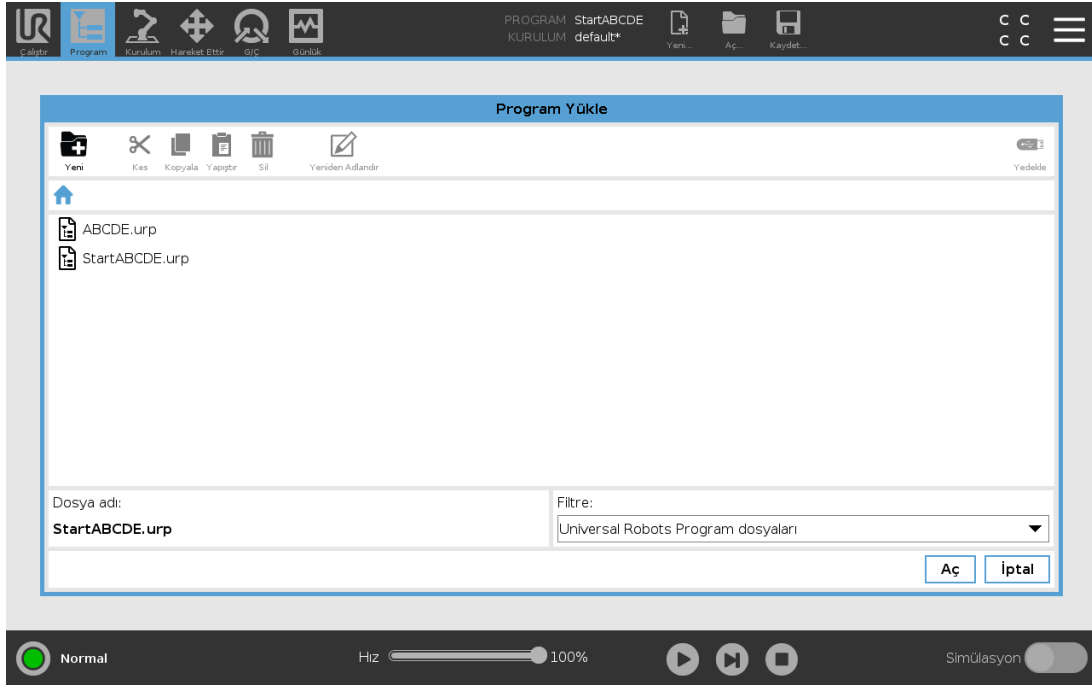 UR
PROGRAM StartABCDE
KURULUM default*
Çalıştır Program Kurulum Hareket Ettir G/Ç Günlük Yeni... Aç... Kaydet...
C C
C C
Program Yükle
Yeni Kes Kopyala Yapıştır Sil Yeniden Adlandır Yedekle
ABCDE.urp
StartABCDE.urp
Dosya adı: Filtre:
StartABCDE.urp Universal Robots Program dosyaları
Aç İptal
Normal Hız 100% Simülasyon